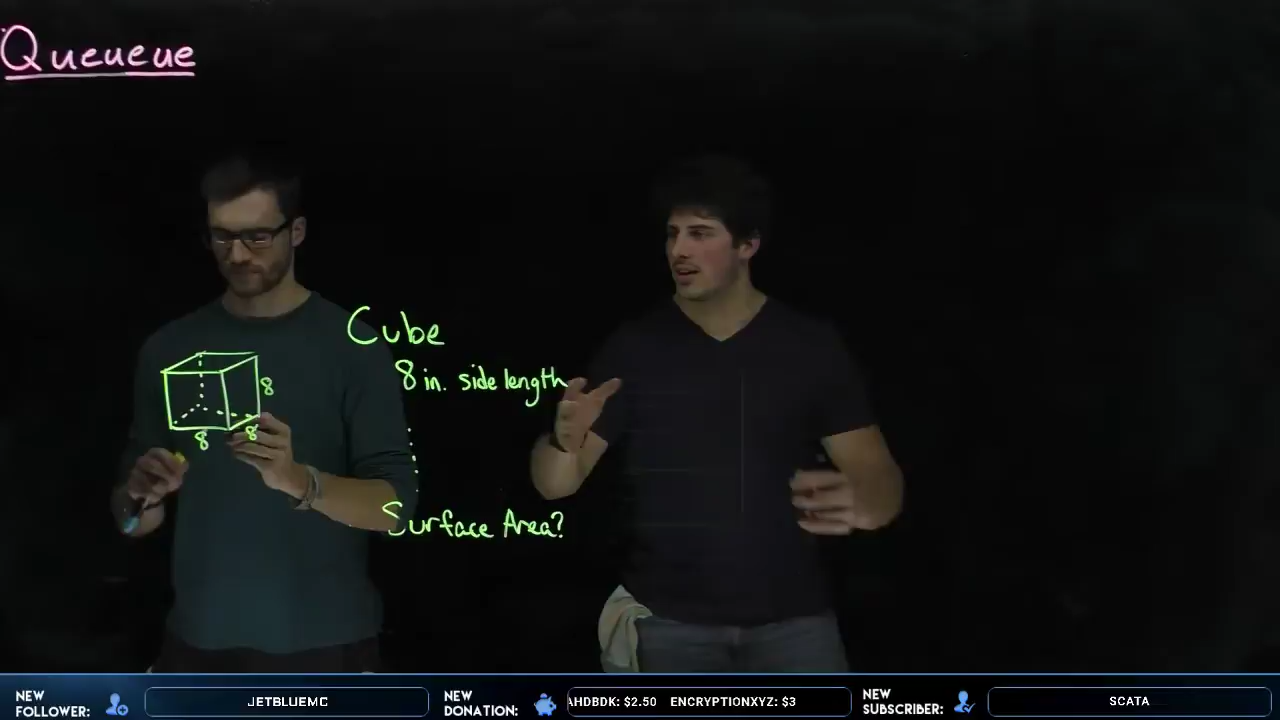 Queueue
Cube
8 in. side length
8
8
8
Surface Area?
NEW FOLLOWER:
JETBLUEMC
NEW DONATION:
AHDBDK: $2.50 ENCRYPTIONXYZ: $3
NEW SUBSCRIBER:
SCATA